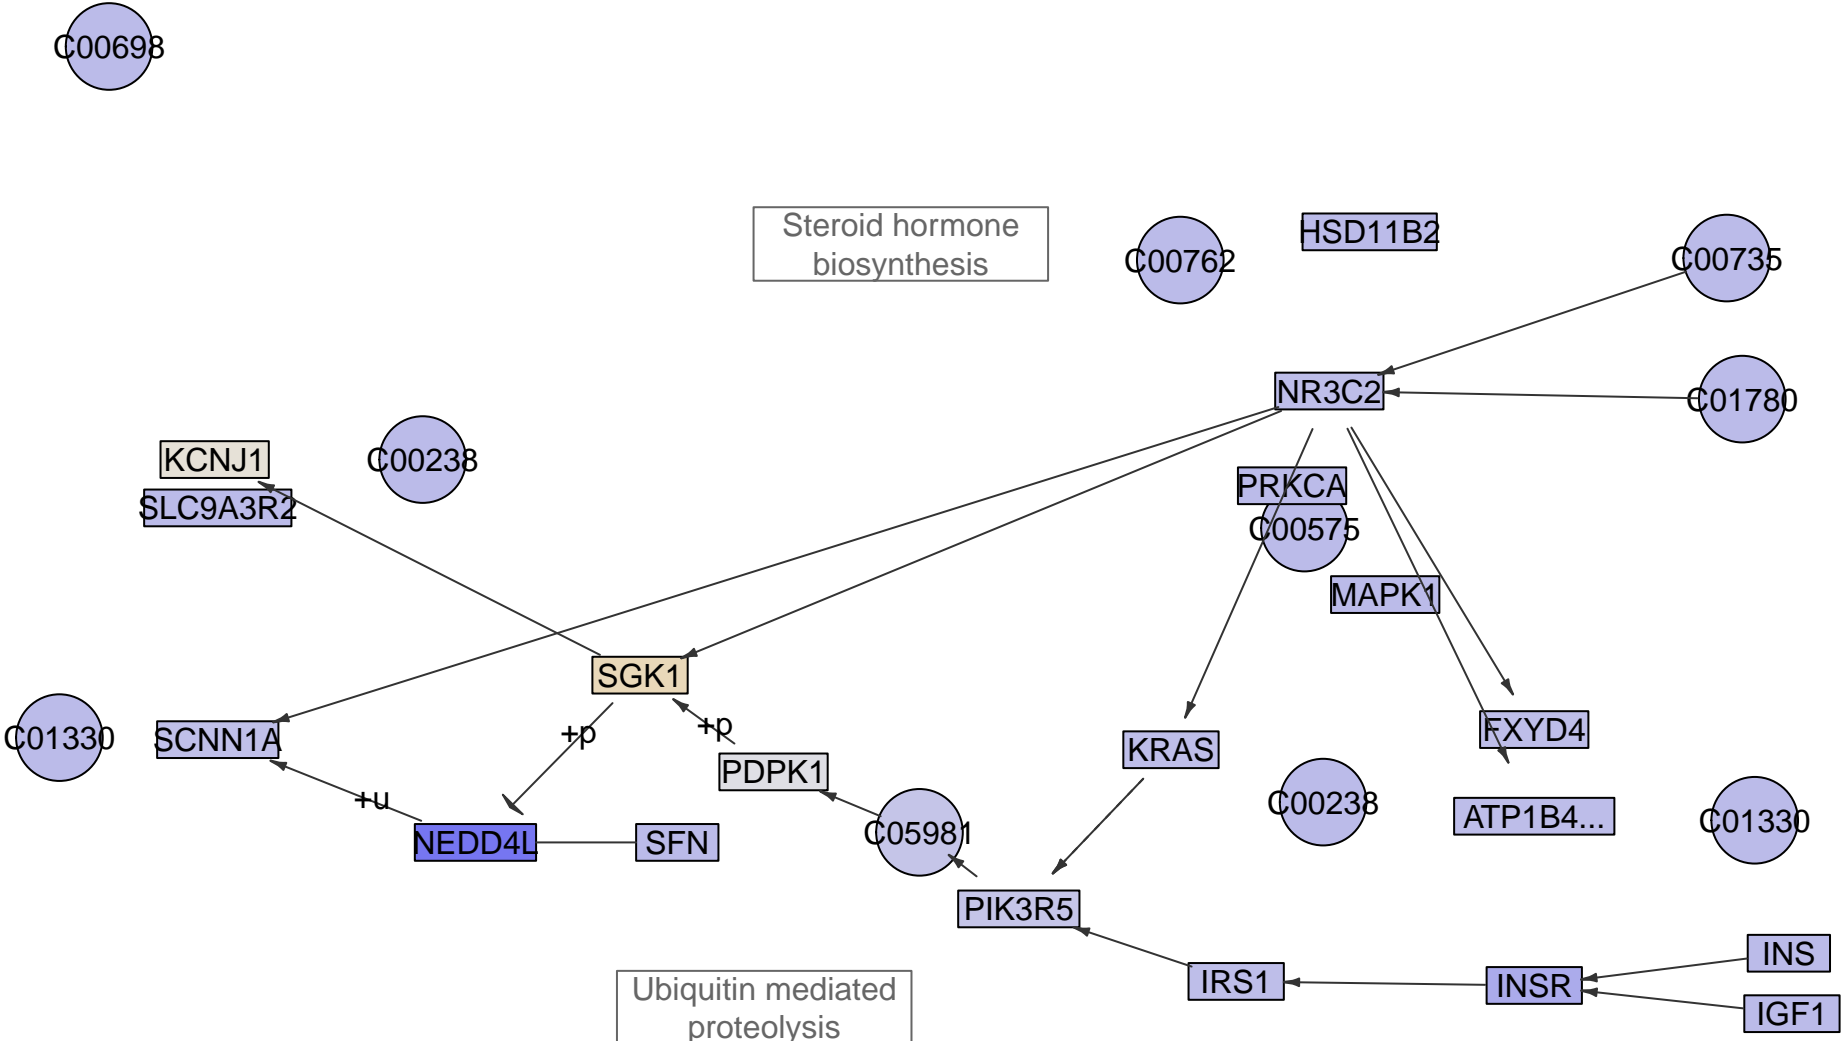 C00698
Steroid hormone
biosynthesis
C00762
HSD11B2
C00735
NR3C2
C01780
KCNJ1
C00238
SLC9A3R2
PRKCA
C00575
MAPK1
SGK1
C01330
SCNN1A
+p
+p
FXYD4
KRAS
PDPK1
+u
C00238
ATP1B4...
C01330
NEDD4L
SFN
C05981
PIK3R5
INS
IRS1
INSR
Ubiquitin mediated
proteolysis
IGF1